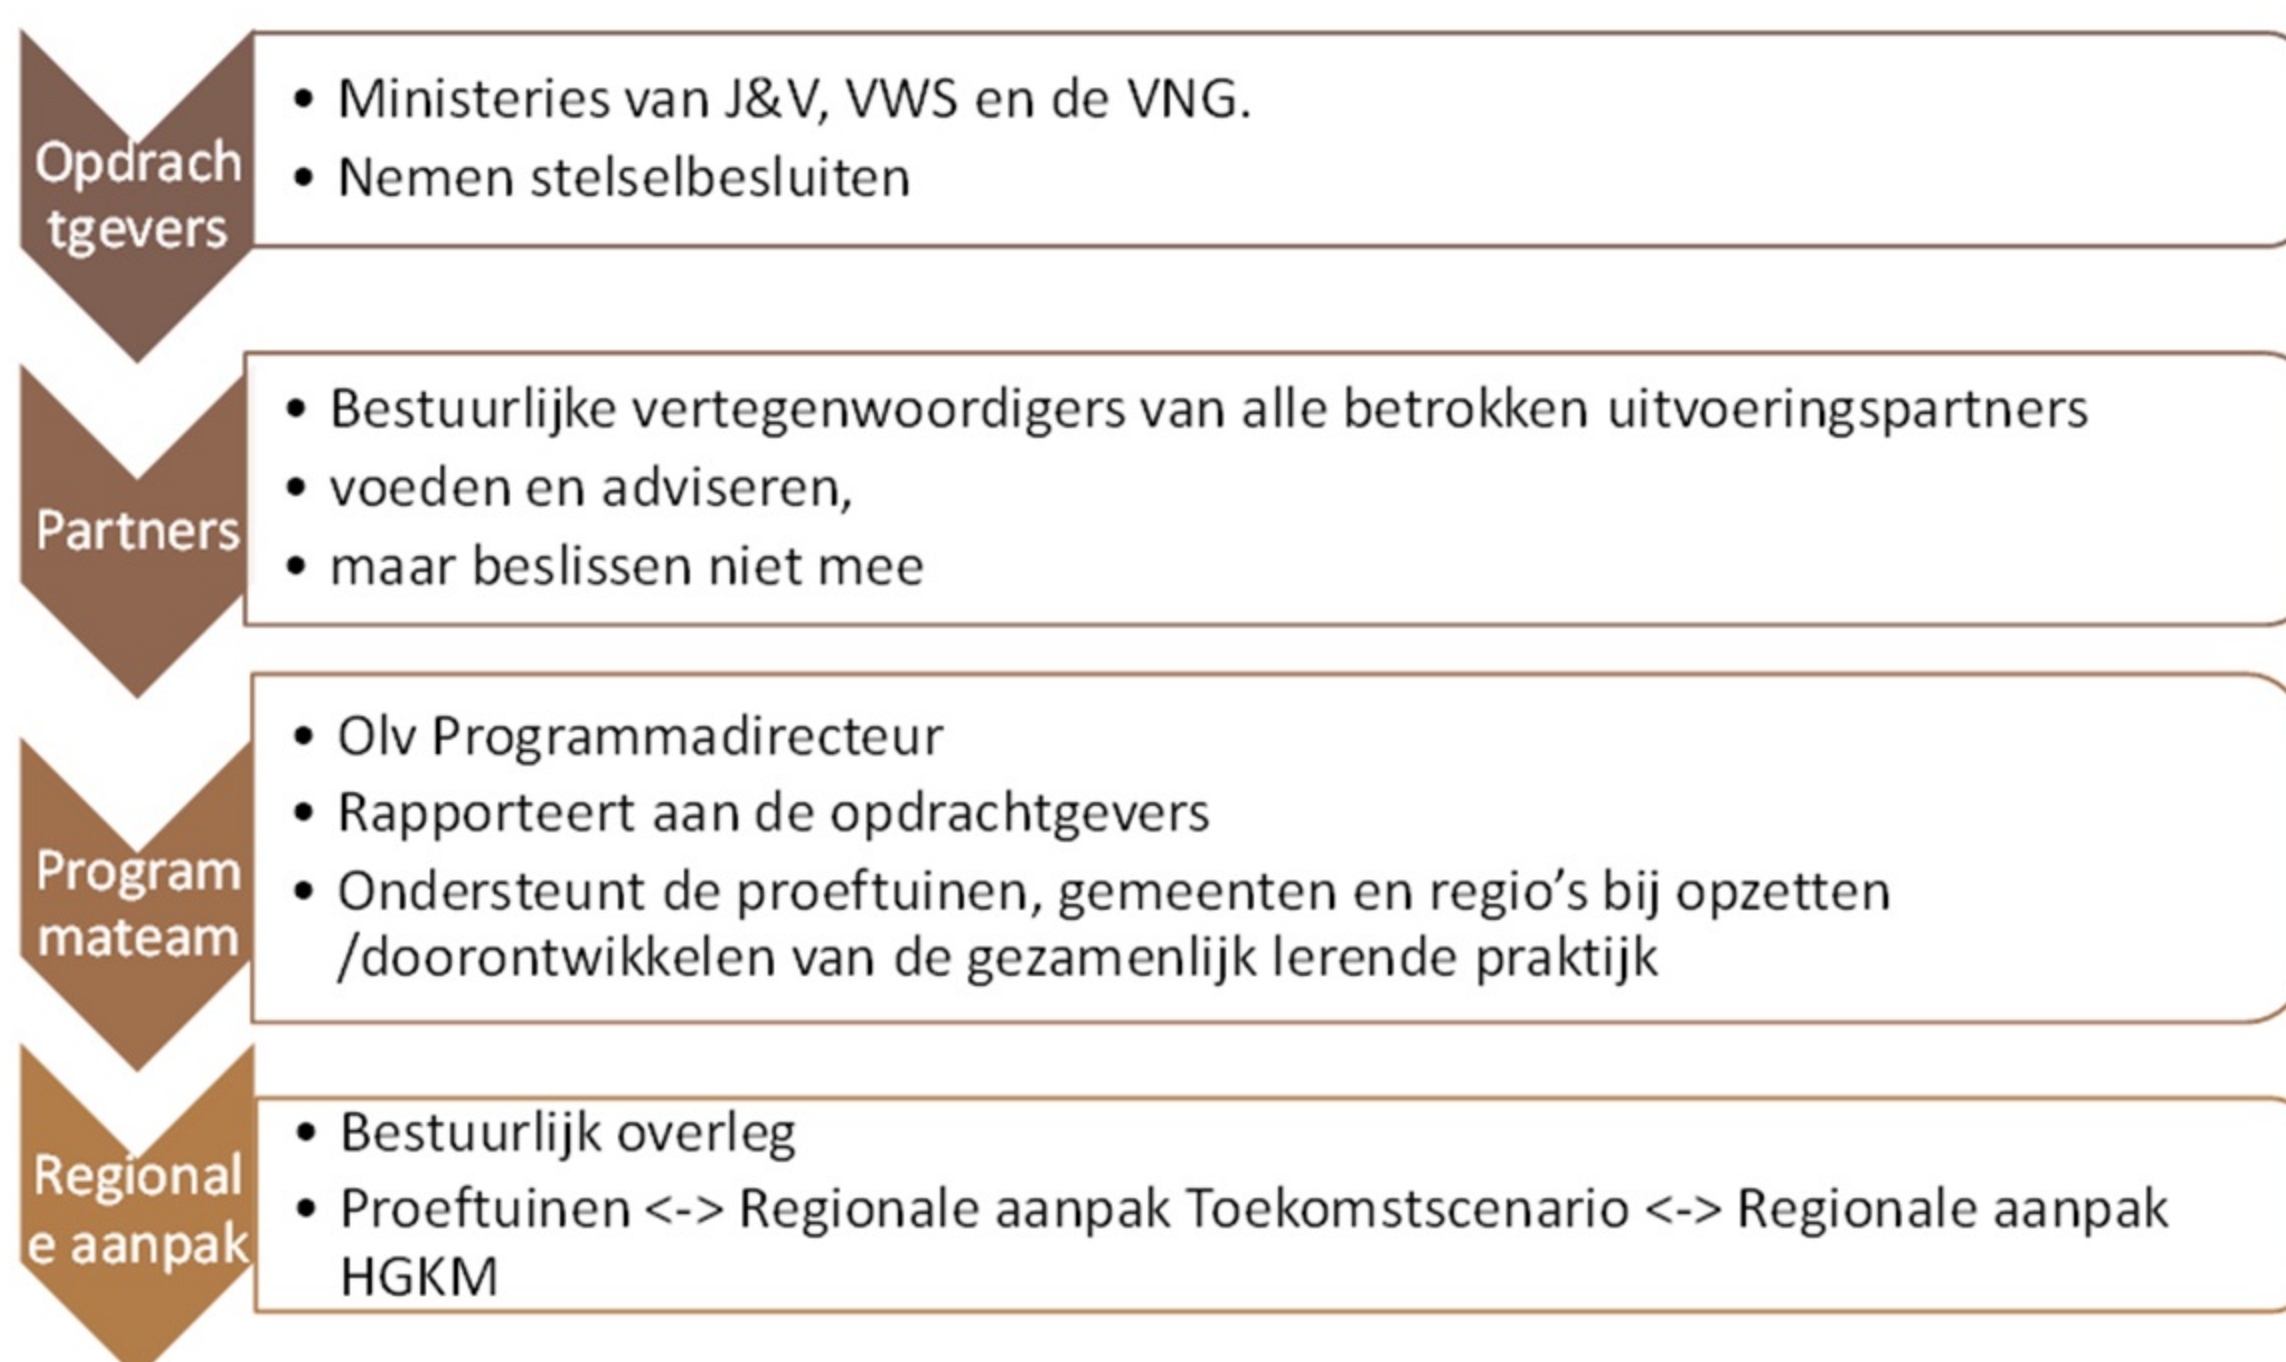 Opdrach
tgevers
• Ministeries van J&V, VWS en de VNG.
• Nemen stelselbesluiten
Partners
• Bestuurlijke vertegenwoordigers van alle betrokken uitvoeringspartners
• voeden en adviseren,
• maar beslissen niet mee
Program
mateam
• Olv Programmadirecteur
• Rapporteert aan de opdrachtgevers
• Ondersteunt de proeftuinen, gemeenten en regio’s bij opzetten
/doorontwikkelen van de gezamenlijk lerende praktijk
Regional
e aanpak
• Bestuurlijk overleg
• Proeftuinen <-> Regionale aanpak Toekomstscenario <-> Regionale aanpak
HGKM